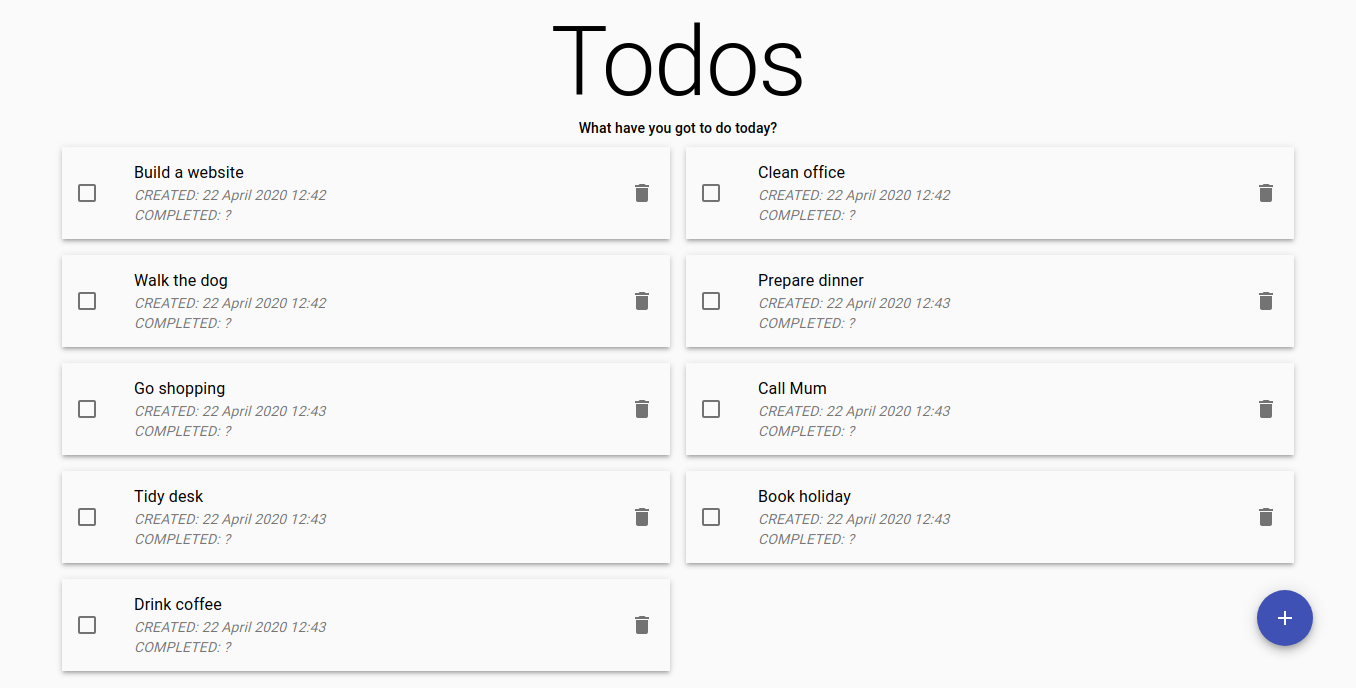 Todos
What have you got to do today?
Build a website
CREATED: 22 April 2020 12:42
COMPLETED: ?
Clean office
CREATED: 22 April 2020 12:42
COMPLETED: ?
Walk the dog
CREATED: 22 April 2020 12:42
COMPLETED: ?
Prepare dinner
CREATED: 22 April 2020 12:43
COMPLETED: ?
Go shopping
CREATED: 22 April 2020 12:43
COMPLETED: ?
Call Mum
CREATED: 22 April 2020 12:43
COMPLETED: ?
Tidy desk
CREATED: 22 April 2020 12:43
COMPLETED: ?
Book holiday
CREATED: 22 April 2020 12:43
COMPLETED: ?
Drink coffee
CREATED: 22 April 2020 12:43
COMPLETED: ?